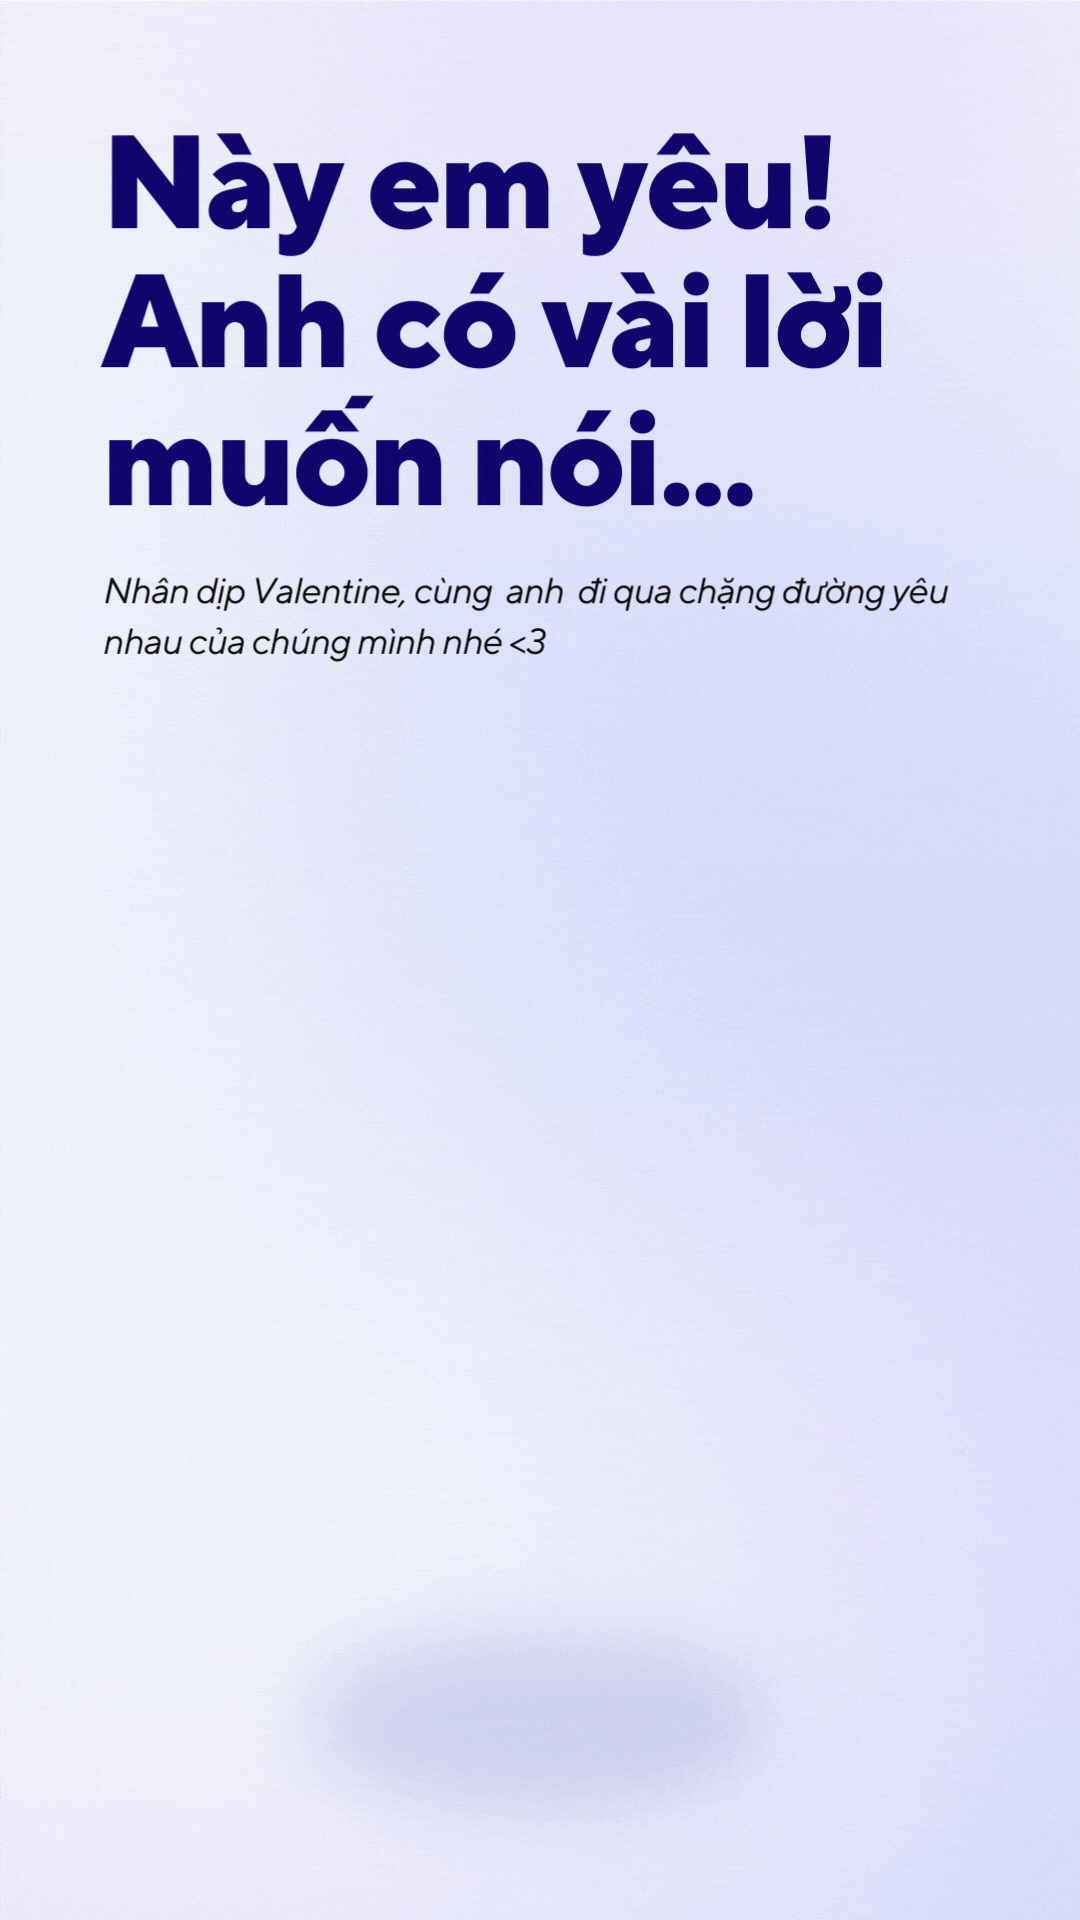 Này em yêu!
Anh có vài lời
muốn nói...
Nhân dịp Valentine, cùng anh đi qua chặng đường yêu
nhau của chúng mình nhé <3